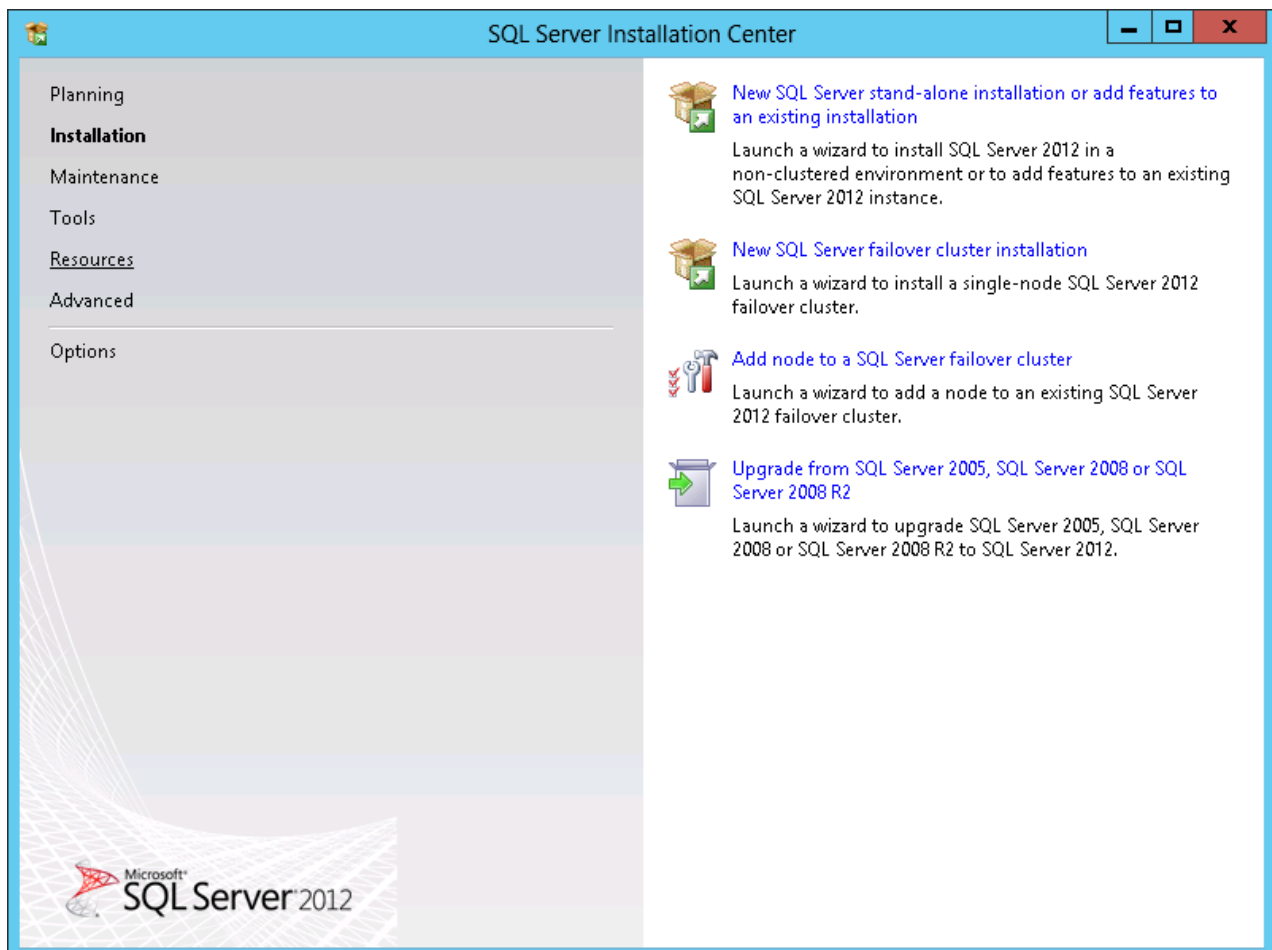 SQL Server Installation Center
Planning
Installation
Maintenance
Tools
Resources
Advanced
Options
New SQL Server stand-alone installation or add features to
an existing installation
Launch a wizard to install SQL Server 2012 in a
non-clustered environment or to add features to an existing
SQL Server 2012 instance.
New SQL Server failover cluster installation
Launch a wizard to install a single-node SQL Server 2012
failover cluster.
Add node to a SQL Server failover cluster
Launch a wizard to add a node to an existing SQL Server
2012 failover cluster.
Upgrade from SQL Server 2005, SQL Server 2008 or SQL
Server 2008 R2
Launch a wizard to upgrade SQL Server 2005, SQL Server
2008 or SQL Server 2008 R2 to SQL Server 2012.
Microsoft®
SQL Server® 2012